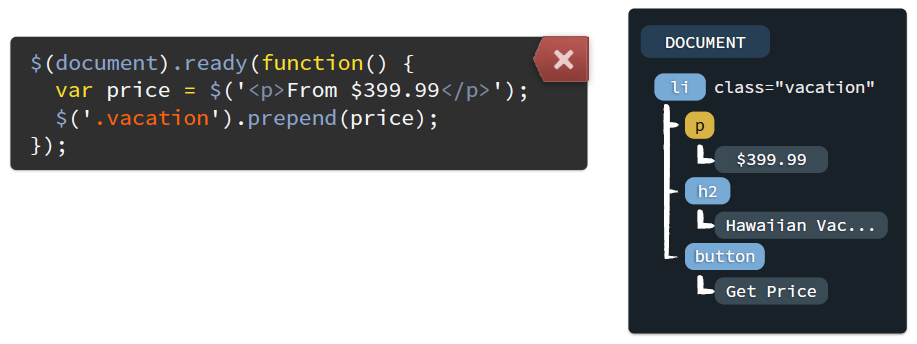 $(document).ready(function() {
  var price = $('<p>From $399.99</p>');
  $('.vacation').prepend(price);
});
DOCUMENT
li class="vacation"
p
$399.99
h2
Hawaiian Vac...
button
Get Price